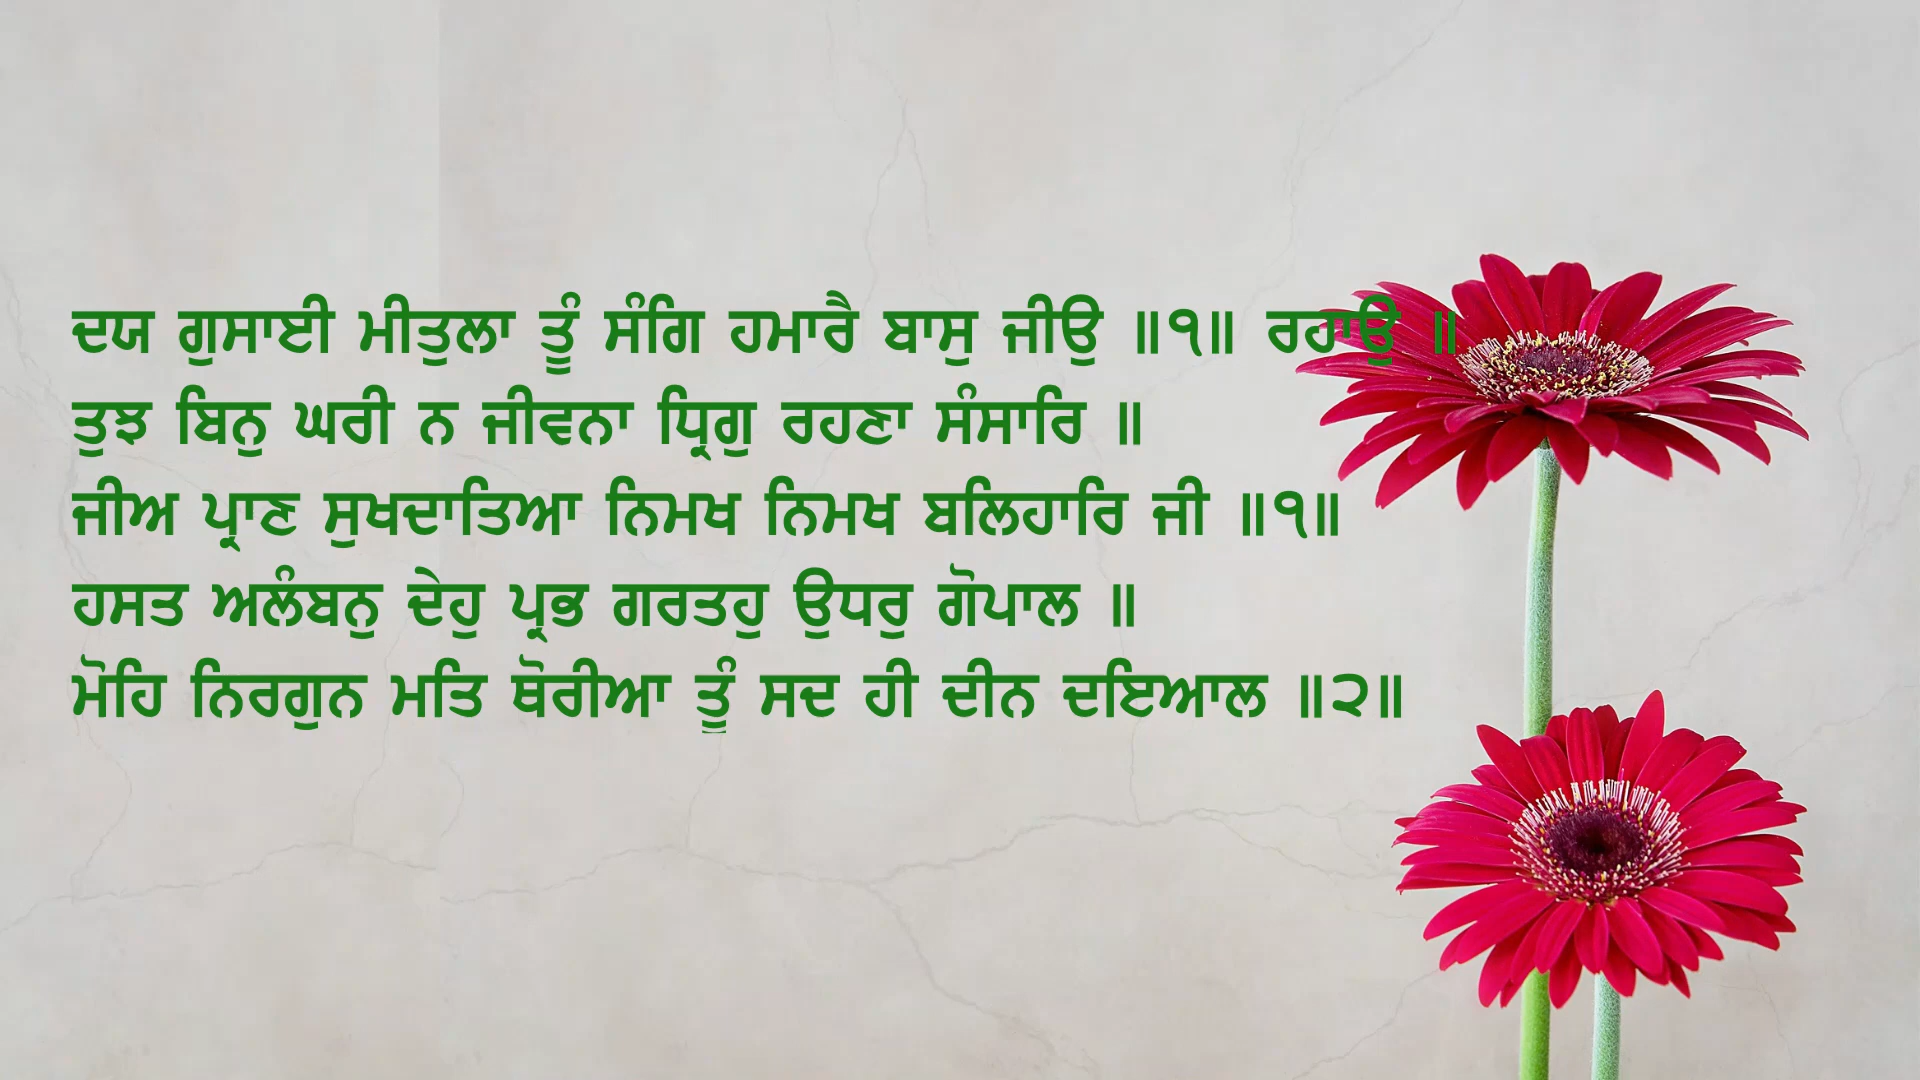 ਦਯ ਗੁਸਾਈ ਮੀਤੁਲਾ ਤੂੰ ਸੰਗਿ ਹਮਾਰੈ ਬਾਸੁ ਜੀਉ ॥੧॥ ਰਹਾਉ ॥
ਤੁਝ ਬਿਨੁ ਘਰੀ ਨ ਜੀਵਨਾ ਧ੍ਰਿਗੁ ਰਹਣਾ ਸੰਸਾਰਿ ॥
ਜੀਅ ਪ੍ਰਾਣ ਸੁਖਦਾਤਿਆ ਨਿਮਖ ਨਿਮਖ ਬਲਿਹਾਰਿ ਜੀ ॥੧॥
ਹਸਤ ਅਲੰਬਨੁ ਦੇਹੁ ਪ੍ਰਭ ਗਰਤਹੁ ਉਧਰੁ ਗੋਪਾਲ ॥
ਮੋਹਿ ਨਿਰਗੁਨ ਮਤਿ ਥੋਰੀਆ ਤੂੰ ਸਦ ਹੀ ਦੀਨ ਦਇਆਲ ॥੨॥